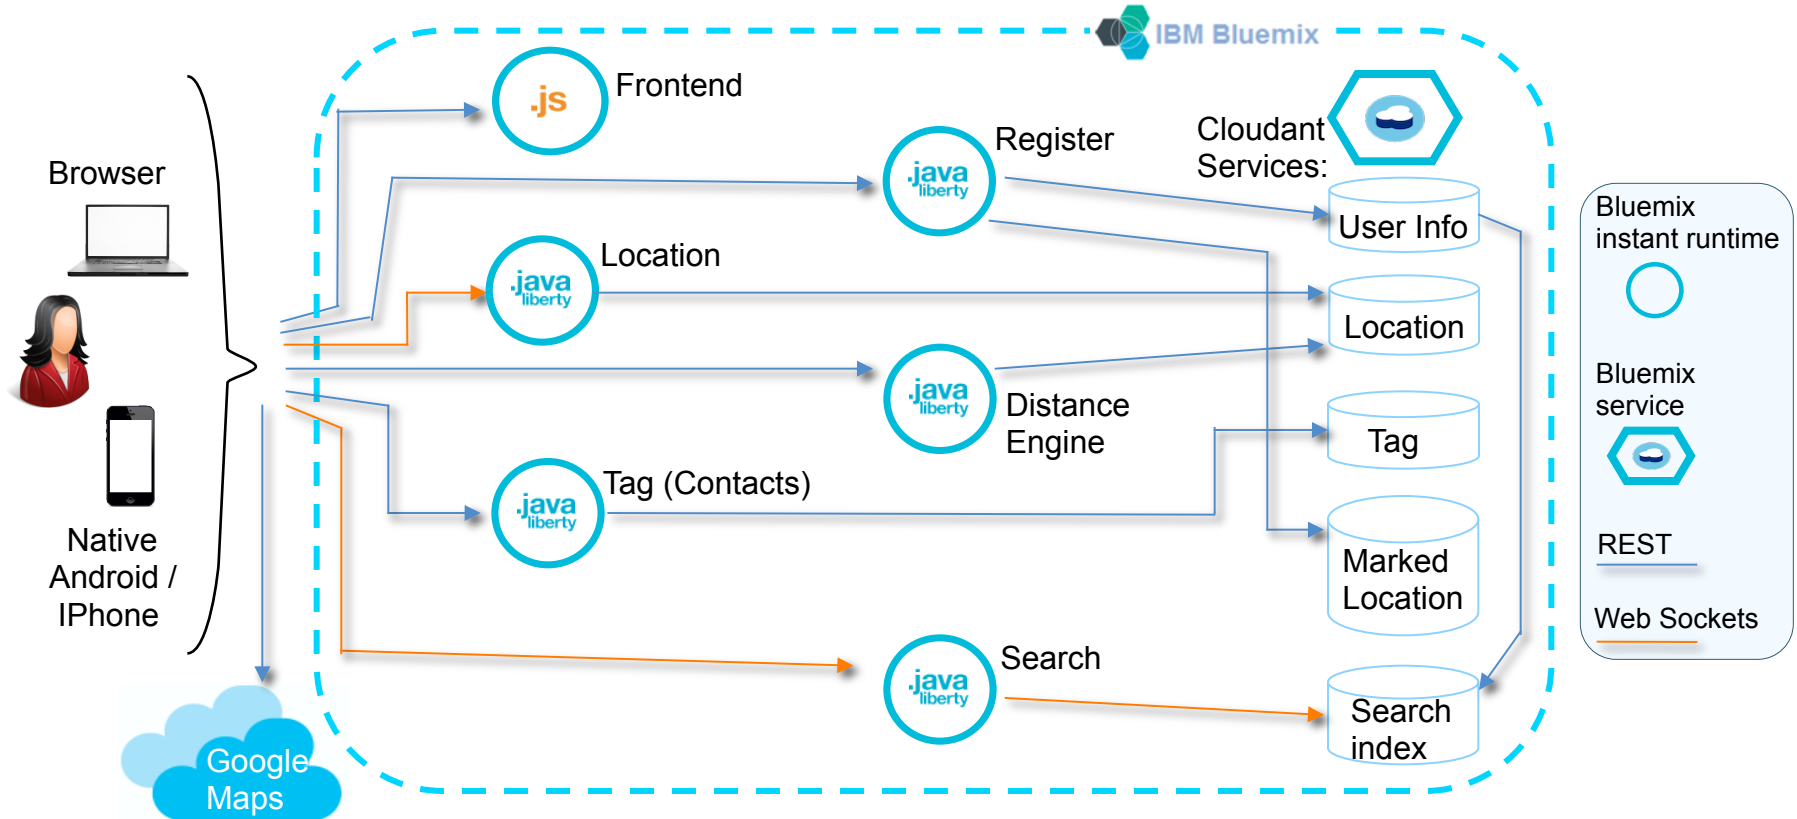 IBM Bluemix
.js
Frontend
Browser
Register
Cloudant
Services:
.java
liberty
User Info
Bluemix
instant runtime
Location
.java
liberty
Location
Bluemix
service
.java
liberty
Distance
Engine
Tag
Tag (Contacts)
.java
liberty
Native
Android /
IPhone
Marked
Location
REST
Web Sockets
Search
.java
liberty
Search
index
Google
Maps